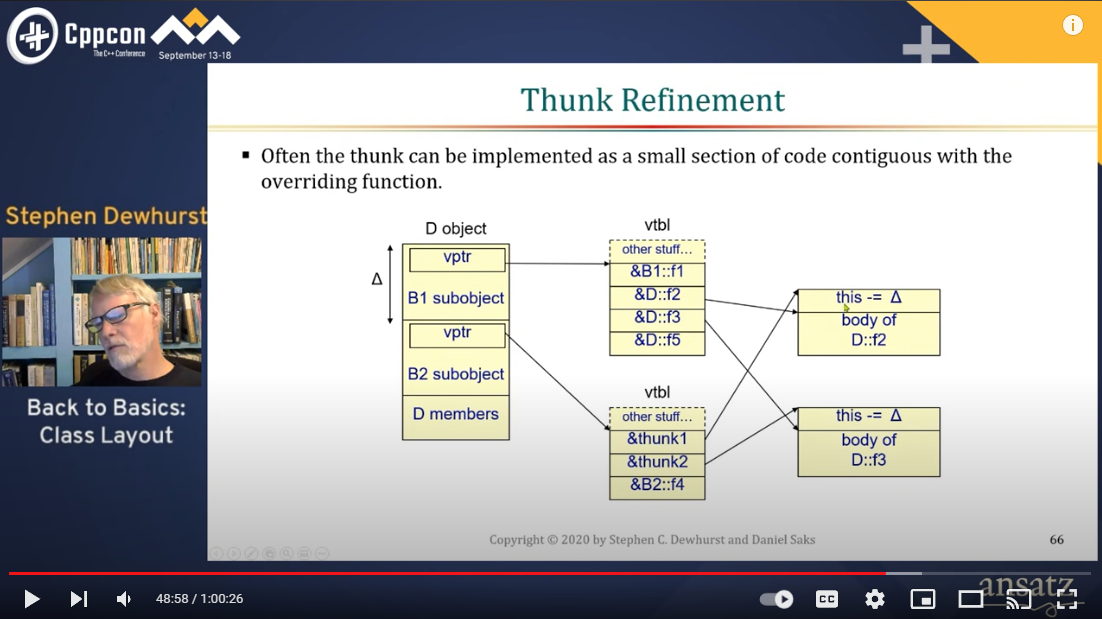 Cppcon
The C++ Conference
September 13-18
i
Thunk Refinement
▪ Often the thunk can be implemented as a small section of code contiguous with the
overriding function.
Stephen Dewhurst
Back to Basics:
Class Layout
D object
Δ
vptr
B1 subobject
vptr
B2 subobject
D members
vtbl
other stuff...
&B1::f1
&D::f2
&D::f3
&D::f5
vtbl
other stuff...
&thunk1
&thunk2
&B2::f4
this -= Δ
body of
D::f2
this -= Δ
body of
D::f3
Copyright © 2020 by Stephen C. Dewhurst and Daniel Saks
66
ansatz
48:58 / 1:00:26
CC